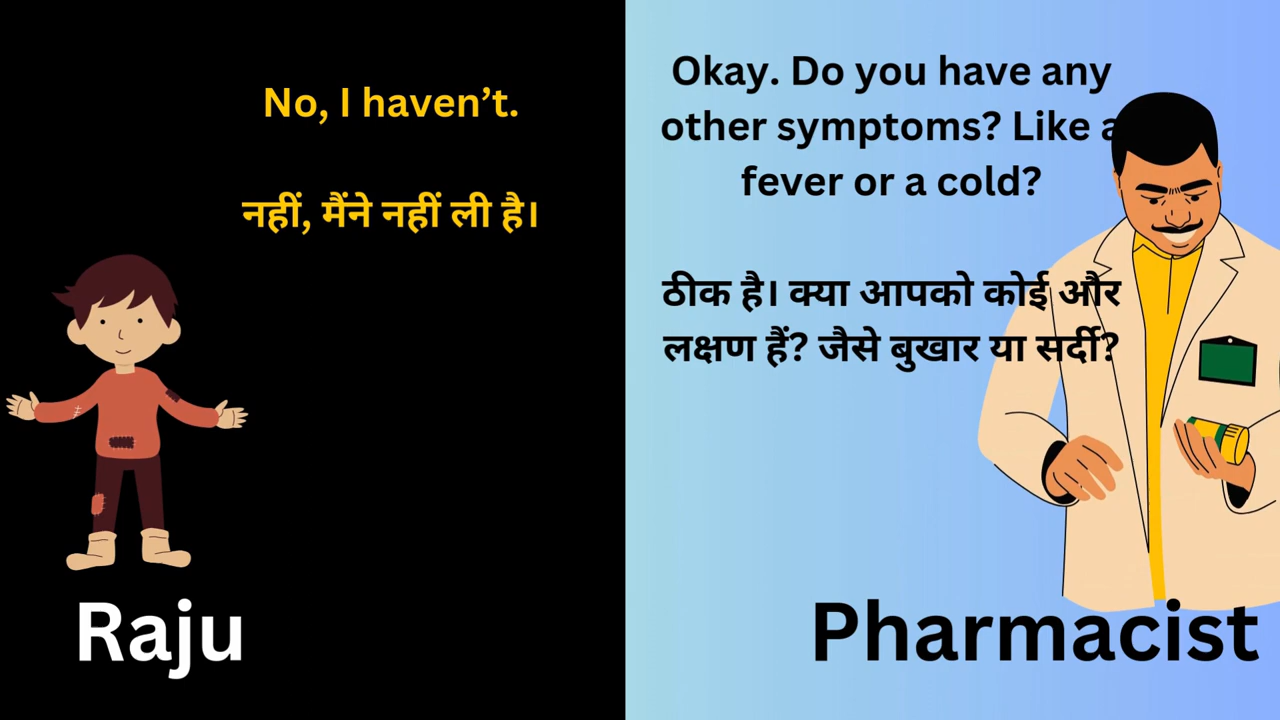 No, I haven't.
नहीं, मैंने नहीं ली है।
Raju
Okay. Do you have any
other symptoms? Like a
fever or a cold?
ठीक है। क्या आपको कोई और
लक्षण हैं? जैसे बुखार या सर्दी?
Pharmacist